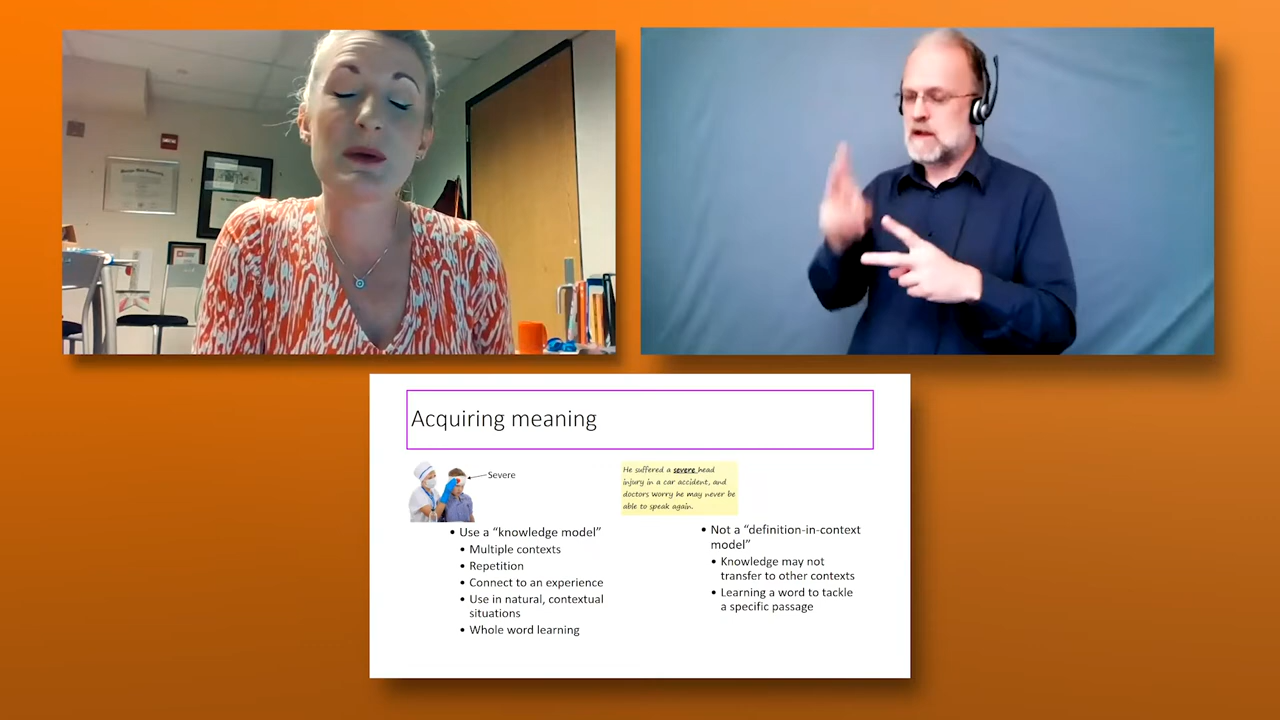 Acquiring meaning
Severe
He suffered a severe head
injury in a car accident, and
doctors worry he may never be
able to speak again.
• Use a “knowledge model”
• Multiple contexts
• Repetition
• Connect to an experience
• Use in natural, contextual
situations
• Whole word learning
• Not a “definition-in-context
model”
• Knowledge may not
transfer to other contexts
• Learning a word to tackle
a specific passage